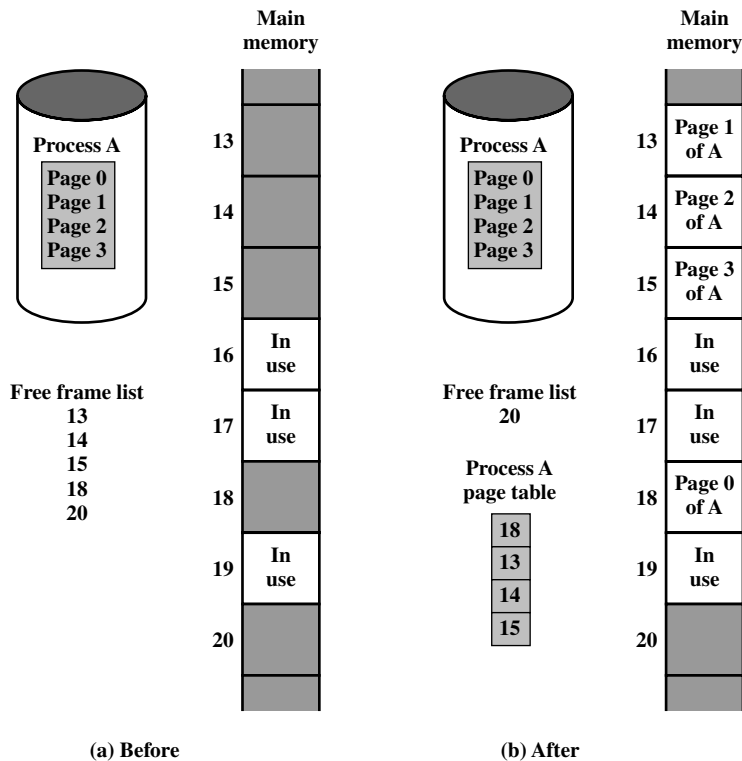 Main
memory
Process A
Page 0
Page 1
Page 2
Page 3
Free frame list
13
14
15
18
20
13
14
15
16
In
use
17
In
use
18
19
In
use
20
(a) Before
Main
memory
Process A
Page 0
Page 1
Page 2
Page 3
Free frame list
20
Process A
page table
18
13
14
15
13
Page 1
of A
14
Page 2
of A
15
Page 3
of A
16
In
use
17
In
use
18
Page 0
of A
19
In
use
20
(b) After